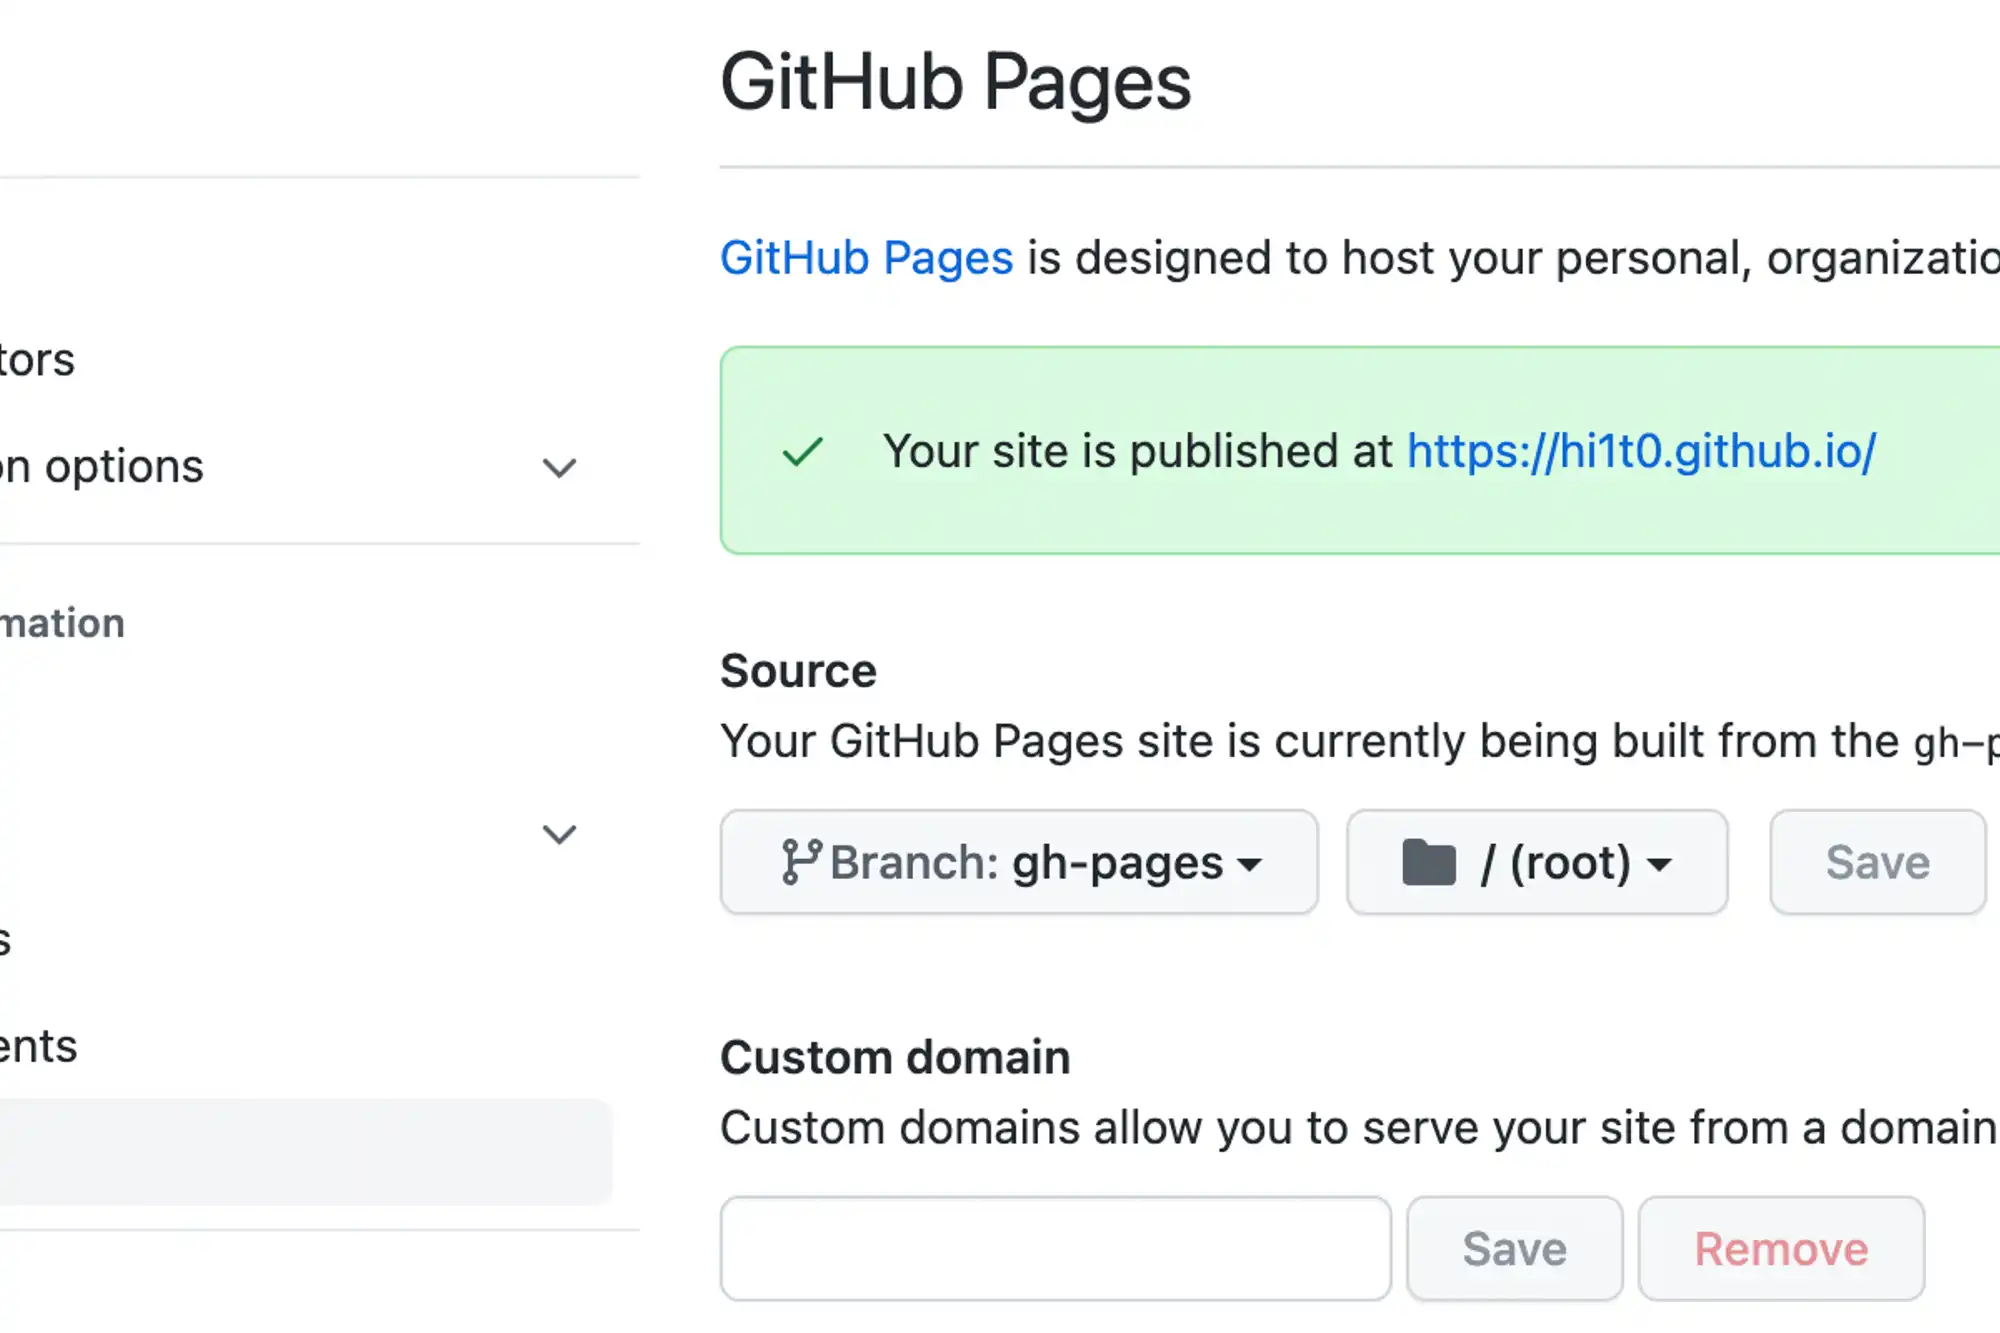 GitHub Pages
GitHub Pages is designed to host your personal,
tors
on options
Your site is published at https://hi1t0.github.io/
mation
Source
Your GitHub Pages site is currently being built from the gh-p
Branch: gh-pages
/ (root)
Save
s
ents
Custom domain
Custom domains allow you to serve your site from a domain
Save
Remove